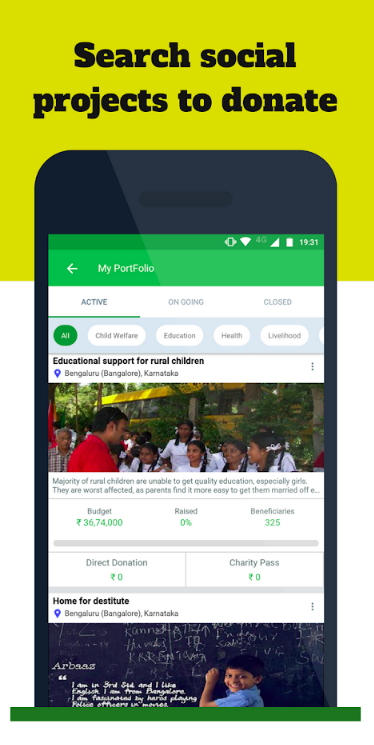 Search social
projects to donate
4G 19:31
My PortFolio
ACTIVE ON GOING CLOSED
All Child Welfare Education Health Livelihood
Educational support for rural children
Bengaluru (Bangalore), Karnataka
Majority of rural children are unable to get quality education, especially girls.
They are worst affected, as parents find it more easy to get them married off e...
Budget Raised Beneficiaries
₹ 36,74,000 0% 325
Direct Donation Charity Pass
₹ 0 ₹ 0
Home for destitute
Bengaluru (Bangalore), Karnataka
Arbaaz
I am in 3rd Std and I like
English. I am from Bangalore.
I am fascinated by heros playing
Police officers in movies.